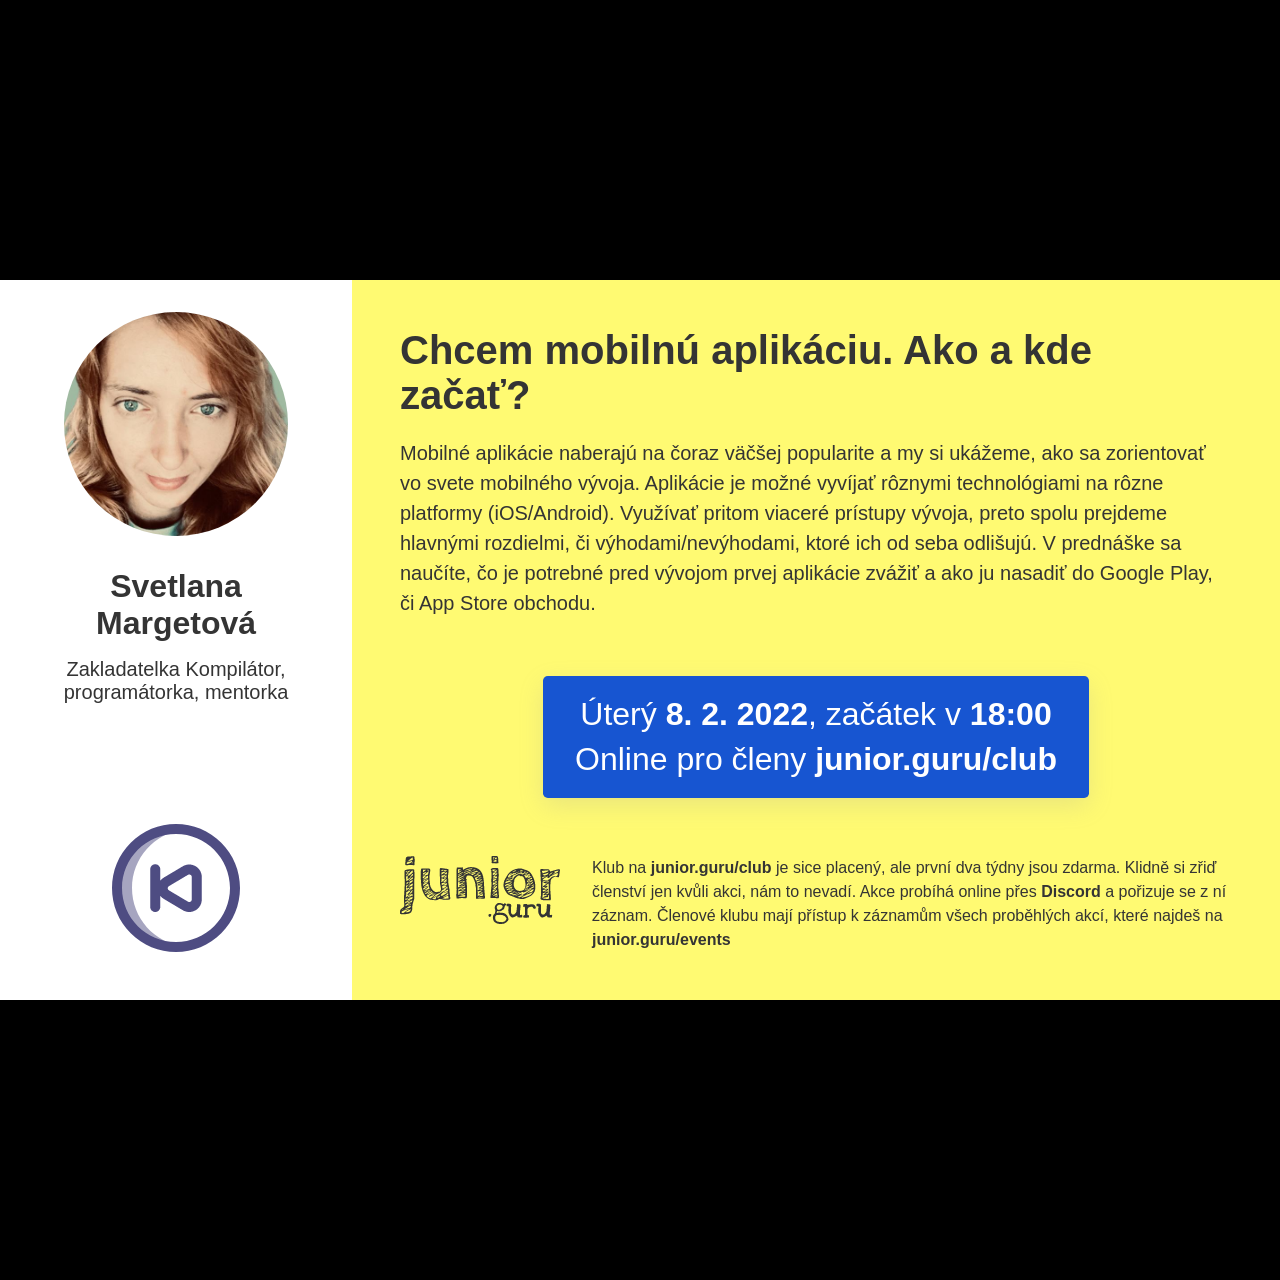 Svetlana
Margetová
Zakladatelka Kompilátor,
programátorka, mentorka
Chcem mobilnú aplikáciu. Ako a kde
začať?
Mobilné aplikácie naberajú na čoraz väčšej popularite a my si ukážeme, ako sa zorientovať
vo svete mobilného vývoja. Aplikácie je možné vyvíjať rôznymi technológiami na rôzne
platformy (iOS/Android). Využívať pritom viaceré prístupy vývoja, preto spolu prejdeme
hlavnými rozdielmi, či výhodami/nevýhodami, ktoré ich od seba odlišujú. V prednáške sa
naučíte, čo je potrebné pred vývojom prvej aplikácie zvážiť a ako ju nasadiť do Google Play,
či App Store obchodu.
Úterý 8. 2. 2022, začátek v 18:00
Online pro členy junior.guru/club
junior
.guru
Klub na junior.guru/club je sice placený, ale první dva týdny jsou zdarma. Klidně si zřiď
členství jen kvůli akci, nám to nevadí. Akce probíhá online přes Discord a pořizuje se z ní
záznam. Členové klubu mají přístup k záznamům všech proběhlých akcí, které najdeš na
junior.guru/events